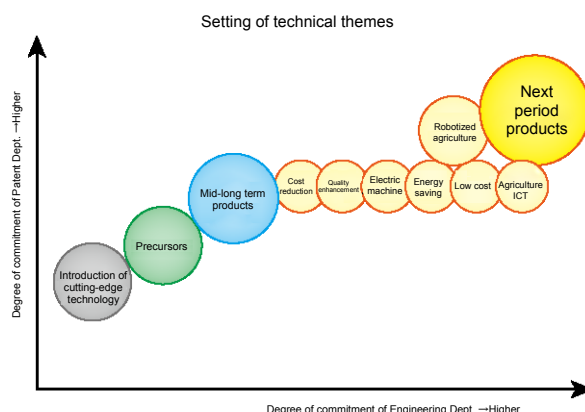 Setting of technical themes
Degree of commitment of Patent Dept. →Higher
Next
period
products
Robotized
agriculture
Mid-long term
products
Cost
reduction
Quality
enhancement
Electric
machine
Energy
saving
Low cost
Agriculture
ICT
Precursors
Introduction of
cutting-edge
technology
Degree of commitment of Engineering Dept. →Higher